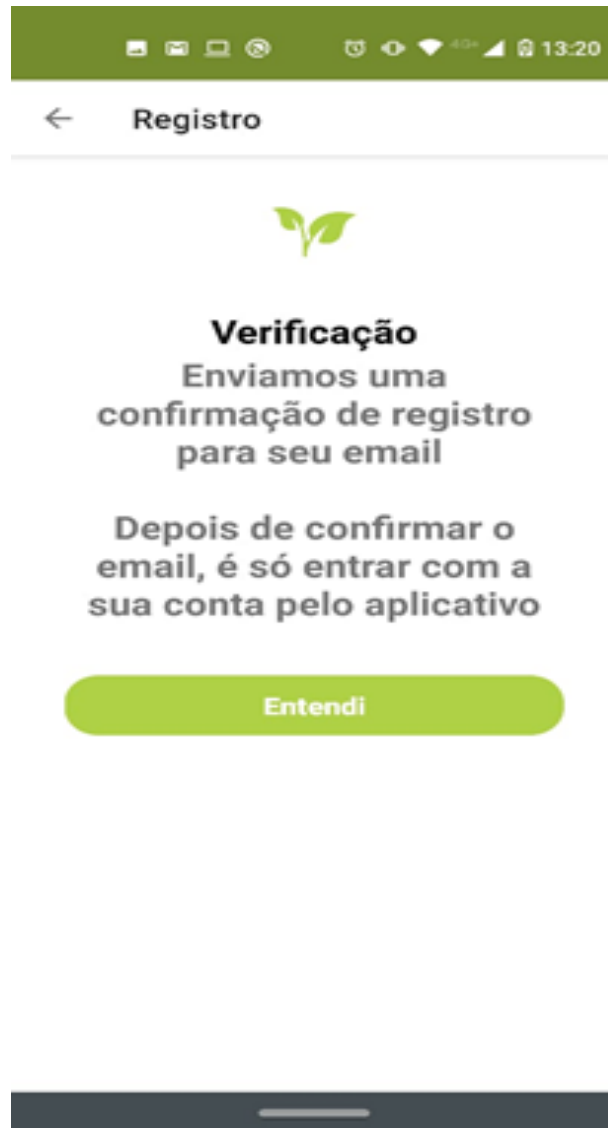 4G+ 13:20
Registro
Verificação
Enviamos uma
confirmação de registro
para seu email
Depois de confirmar o
email, é só entrar com a
sua conta pelo aplicativo
Entendi